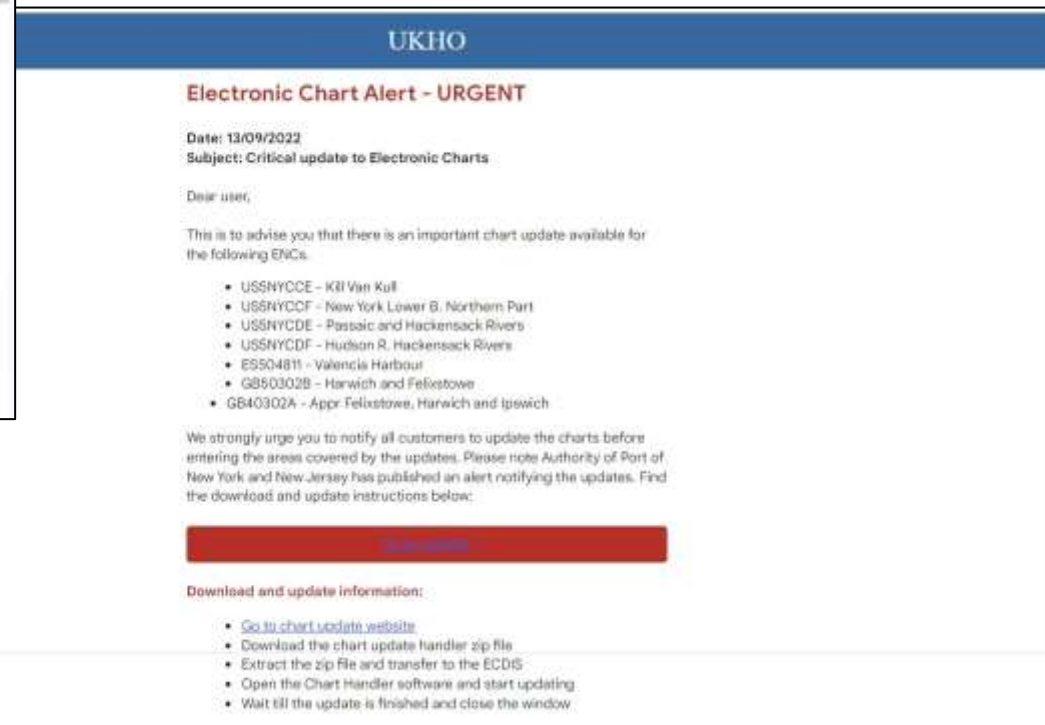 UKHO
Electronic Chart Alert - URGENT
Date: 13/09/2022
Subject: Critical update to Electronic Charts
Dear user,
This is to advise you that there is an important chart update available for
the following ENCs.
• US5NYCCE - Kill Van Kull
• US5NYCCF - New York Lower B. Northern Part
• US5NYCDE - Passaic and Hackensack Rivers
• US5NYCDF - Hudson R. Hackensack Rivers
• ES504811 - Valencia Harbour
• GB50302B - Harwich and Felixstowe
• GB40302A - Appr Felixstowe, Harwich and Ipswich
We strongly urge you to notify all customers to update the charts before
entering the areas covered by the updates. Please note Authority of Port of
New York and New Jersey has published an alert notifying the updates. Find
the download and update instructions below:
Download and update information:
• Go to chart update website
• Download the chart update handler zip file
• Extract the zip file and transfer to the ECDIS
• Open the Chart Handler software and start updating
• Wait till the update is finished and close the window